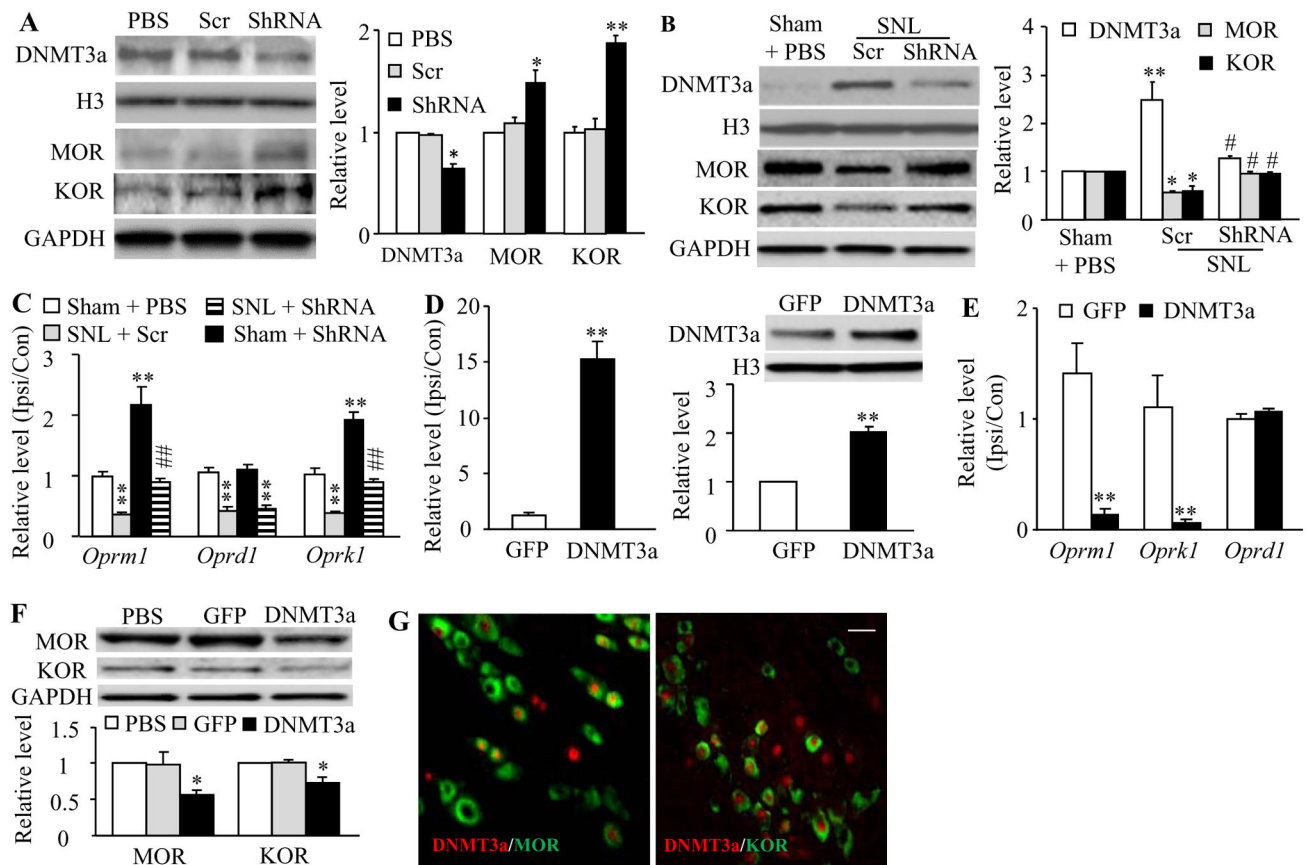 A
PBS Scr ShRNA
DNMT3a
H3
MOR
KOR
GAPDH
Relative level
2
1
0
PBS
Scr
ShRNA
* * **
DNMT3a MOR KOR
B
Sham + PBS
SNL
Scr ShRNA
DNMT3a
H3
MOR
KOR
GAPDH
Relative level
4
3
2
1
0
DNMT3a
MOR
KOR
** * * # # #
Sham + PBS
Scr ShRNA
SNL
C
Sham + PBS
SNL + ShRNA
SNL + Scr
Sham + ShRNA
Relative level (Ipsi/Con)
3
2
1
0
** ** ## ** ** ** ** ##
Oprm1 Oprd1 Oprk1
D
Relative level (Ipsi/Con)
20
15
10
5
0
**
GFP DNMT3a
GFP DNMT3a
DNMT3a
H3
Relative level
3
2
1
0
**
GFP DNMT3a
E
GFP DNMT3a
Relative level
(Ipsi/Con)
2
1
0
** **
Oprm1 Oprk1 Oprd1
F
PBS GFP DNMT3a
MOR
KOR
GAPDH
PBS GFP DNMT3a
Relative level
1.5
1
0.5
0
* *
MOR KOR
G
DNMT3a/MOR
DNMT3a/KOR